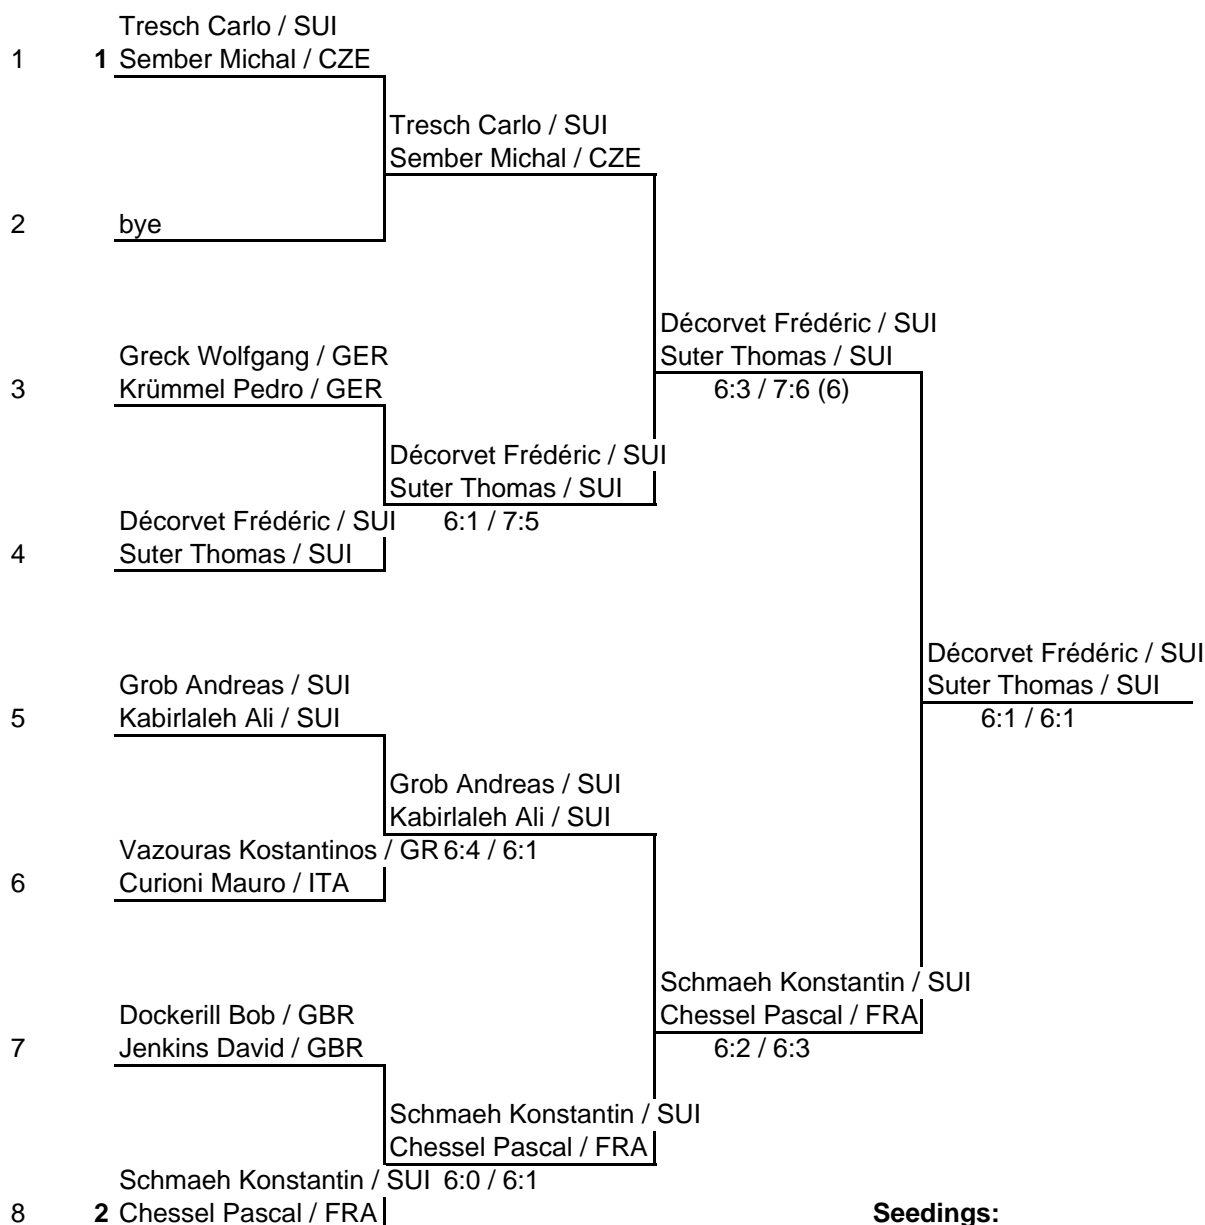 Tresch Carlo / SUI
1 1 Sember Michal / CZE
Tresch Carlo / SUI
Sember Michal / CZE
2 bye
Décorvet Frédéric / SUI
Greck Wolfgang / GER Suter Thomas / SUI
3 Krümmel Pedro / GER 6:3 / 7:6 (6)
Décorvet Frédéric / SUI
Suter Thomas / SUI
Décorvet Frédéric / SUI 6:1 / 7:5
4 Suter Thomas / SUI
Décorvet Frédéric / SUI
Grob Andreas / SUI Suter Thomas / SUI
5 Kabirlaleh Ali / SUI 6:1 / 6:1
Grob Andreas / SUI
Kabirlaleh Ali / SUI
Vazouras Kostantinos / GR 6:4 / 6:1
6 Curioni Mauro / ITA
Schmaeh Konstantin / SUI
Dockerill Bob / GBR Chessel Pascal / FRA
7 Jenkins David / GBR 6:2 / 6:3
Schmaeh Konstantin / SUI
Chessel Pascal / FRA
Schmaeh Konstantin / SUI 6:0 / 6:1
8 2 Chessel Pascal / FRA Seedings: